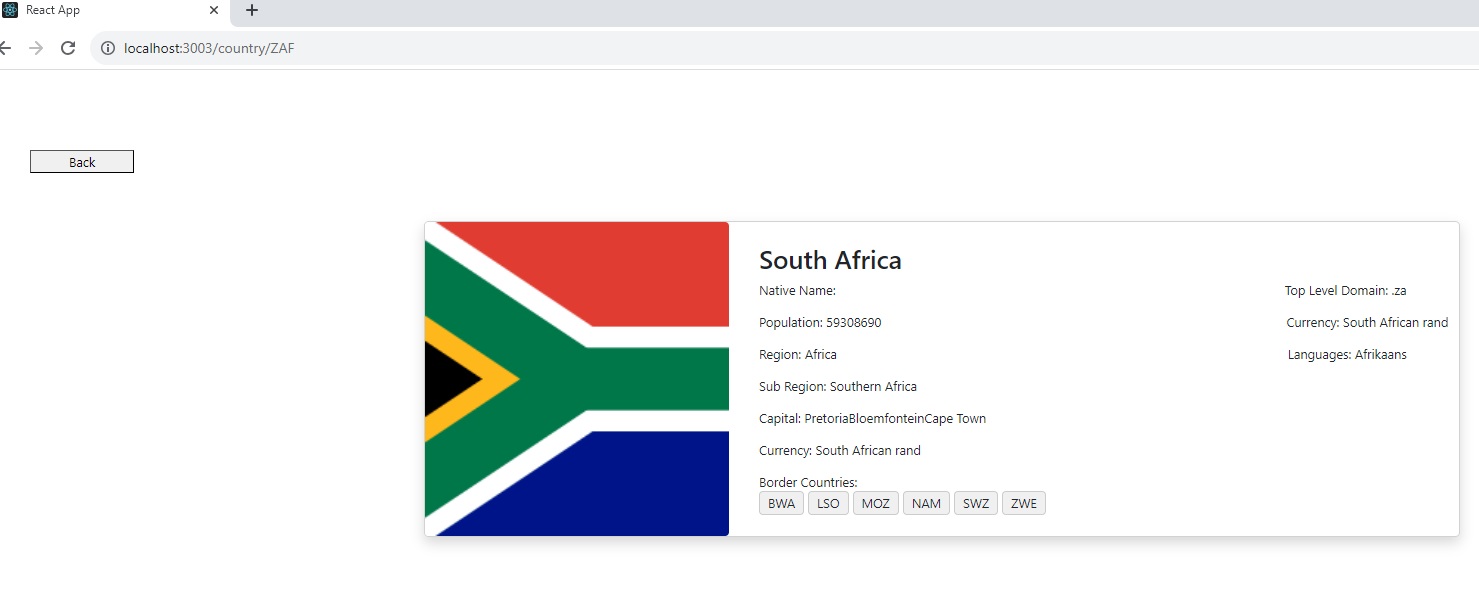 React App
localhost:3003/country/ZAF
Back
South Africa
Native Name:
Top Level Domain: .za
Population: 59308690
Currency: South African rand
Region: Africa
Languages: Afrikaans
Sub Region: Southern Africa
Capital: PretoriaBloemfonteinCape Town
Currency: South African rand
Border Countries:
BWA LSO MOZ NAM SWZ ZWE